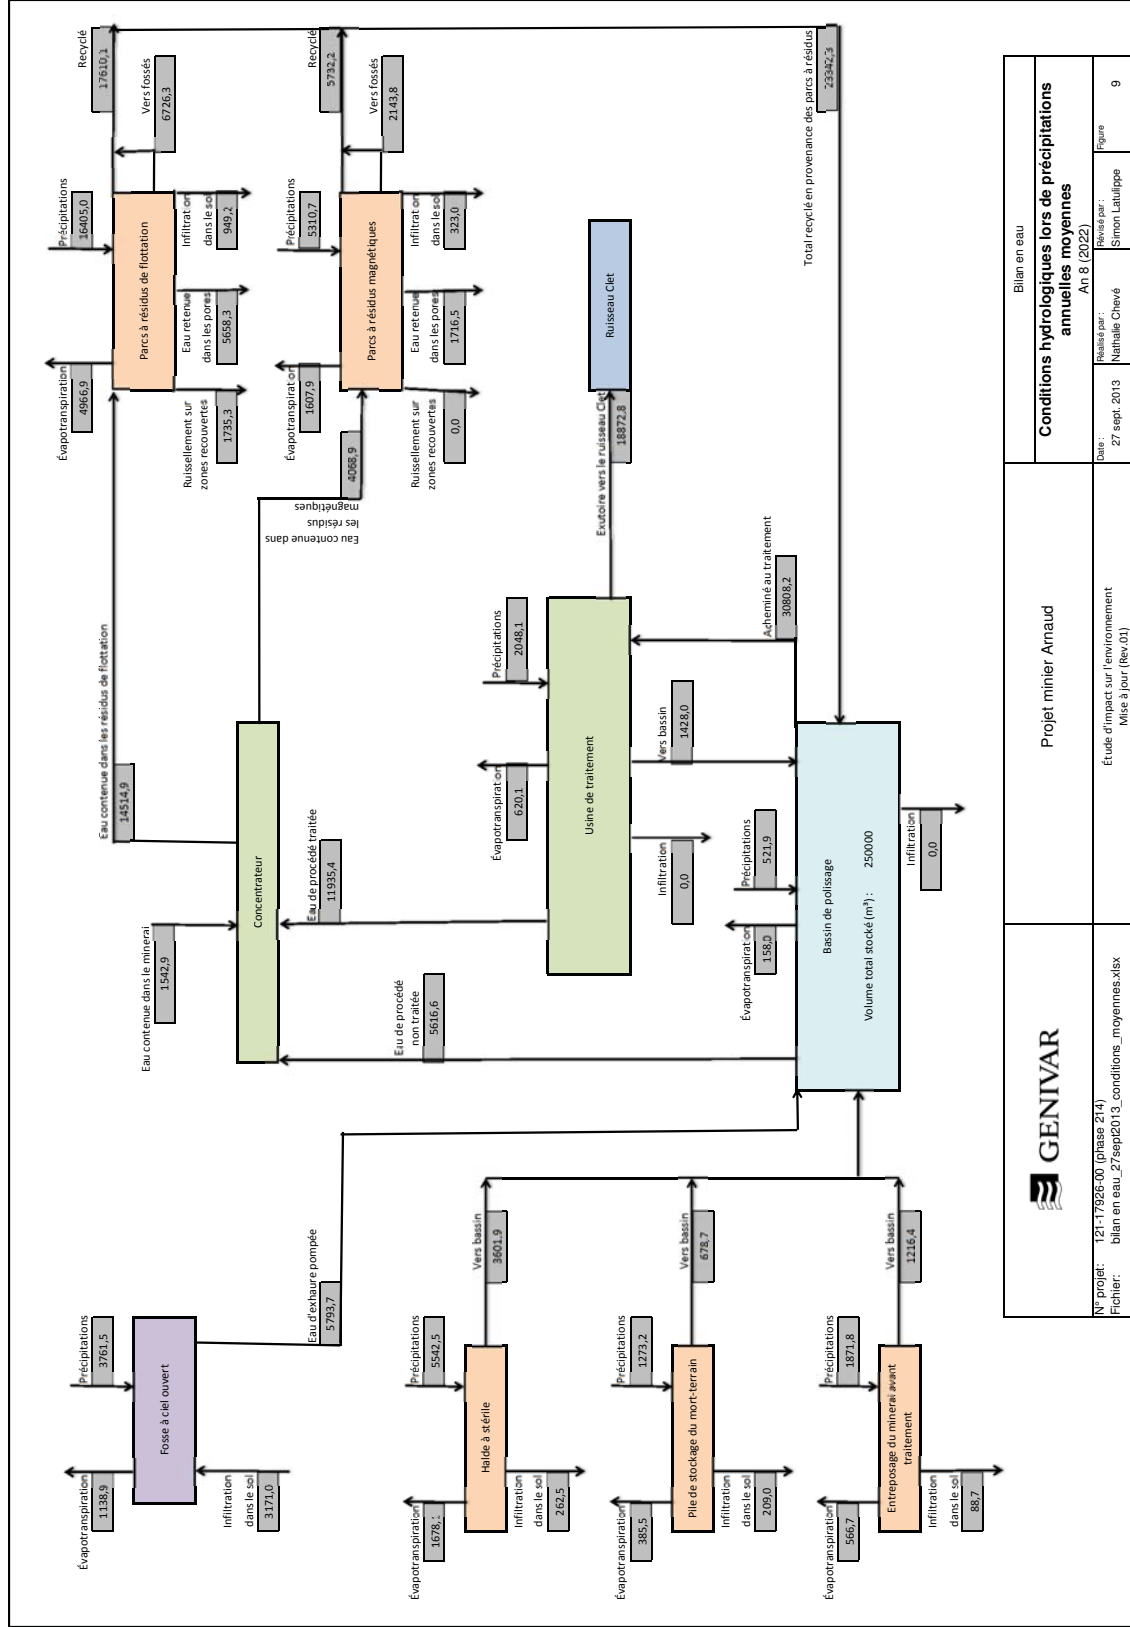 Évapotranspiration
1138,9
Précipitations
3761,5
Fosse à ciel ouvert
Infiltration
dans le sol
3171,0
Eau d'exhaure pompée
5793,7
Évapotranspiration
Précipitations
5542,5
Halde à stérile
Infiltration
dans le sol
262,5
Vers bassin
3601,9
Évapotranspiration
385,5
Précipitations
1273,2
Pile de stockage du mort-terrain
Infiltration
dans le sol
209,0
Vers bassin
678,7
Évapotranspiration
566,7
Précipitations
1871,8
Entreposage du minerai avant
traitement
Infiltration
dans le sol
88,7
Vers bassin
1216,4
Eau contenue dans le minerai
1542,9
Concentrateur
Eau contenue dans les résidus de flottation
14514,9
Eau de procédé
non traitée
5616,6
Eau de procédé traitée
11935,4
Eau contenue dans
les résidus
magnétiques
4068,9
Évapotranspiration
620,1
Précipitations
2048,1
Usine de traitement
Infiltration
0,0
Vers bassin
1428,0
Acheminé au traitement
30808,2
Exutoire vers le ruisseau Clet
18872,8
Ruisseau Clet
Évapotranspiration
158,0
Précipitations
521,9
Bassin de polissage
Volume total stocké (m³) : 250000
Infiltration
0,0
Évapotranspiration
4966,9
Précipitations
16405,0
Parcs à résidus de flottation
Ruissellement sur
zones recouvertes
1735,3
Eau retenue
dans les pores
5658,3
Infiltration
dans le sol
949,2
Vers fossés
6726,3
Recyclé
17610,1
Évapotranspiration
1607,9
Précipitations
5310,7
Parcs à résidus magnétiques
Ruissellement sur
zones recouvertes
0,0
Eau retenue
dans les pores
1716,5
Infiltration
dans le sol
323,0
Vers fossés
2143,8
Recyclé
5732,2
Total recyclé en provenance des parcs à résidus
23342,3
GENIVAR
N° projet: 121-17926-00 (phase 214)
Fichier: bilan en eau_27sept2013_conditions_moyennes.xlsx
Projet minier Arnaud
Étude d'impact sur l'environnement
Mise à jour (Rev.01)
Bilan en eau
Conditions hydrologiques lors de précipitations
annuelles moyennes
An 8 (2022)
Date : 27 sept. 2013
Réalisé par : Nathalie Chevé
Révisé par : Simon Latulippe
Figure 9